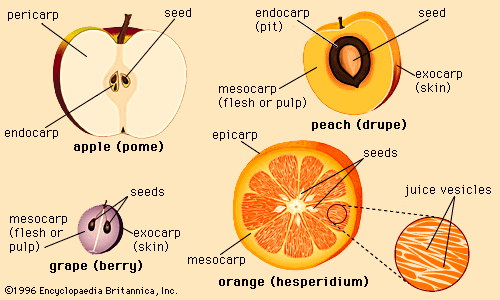 pericarp
seed
endocarp
apple (pome)
endocarp
(pit)
seed
mesocarp
(flesh or pulp)
exocarp
(skin)
peach (drupe)
seeds
mesocarp
(flesh or
pulp)
exocarp
(skin)
grape (berry)
epicarp
seeds
juice vesicles
mesocarp
orange (hesperidium)
©1996 Encyclopaedia Britannica, Inc.